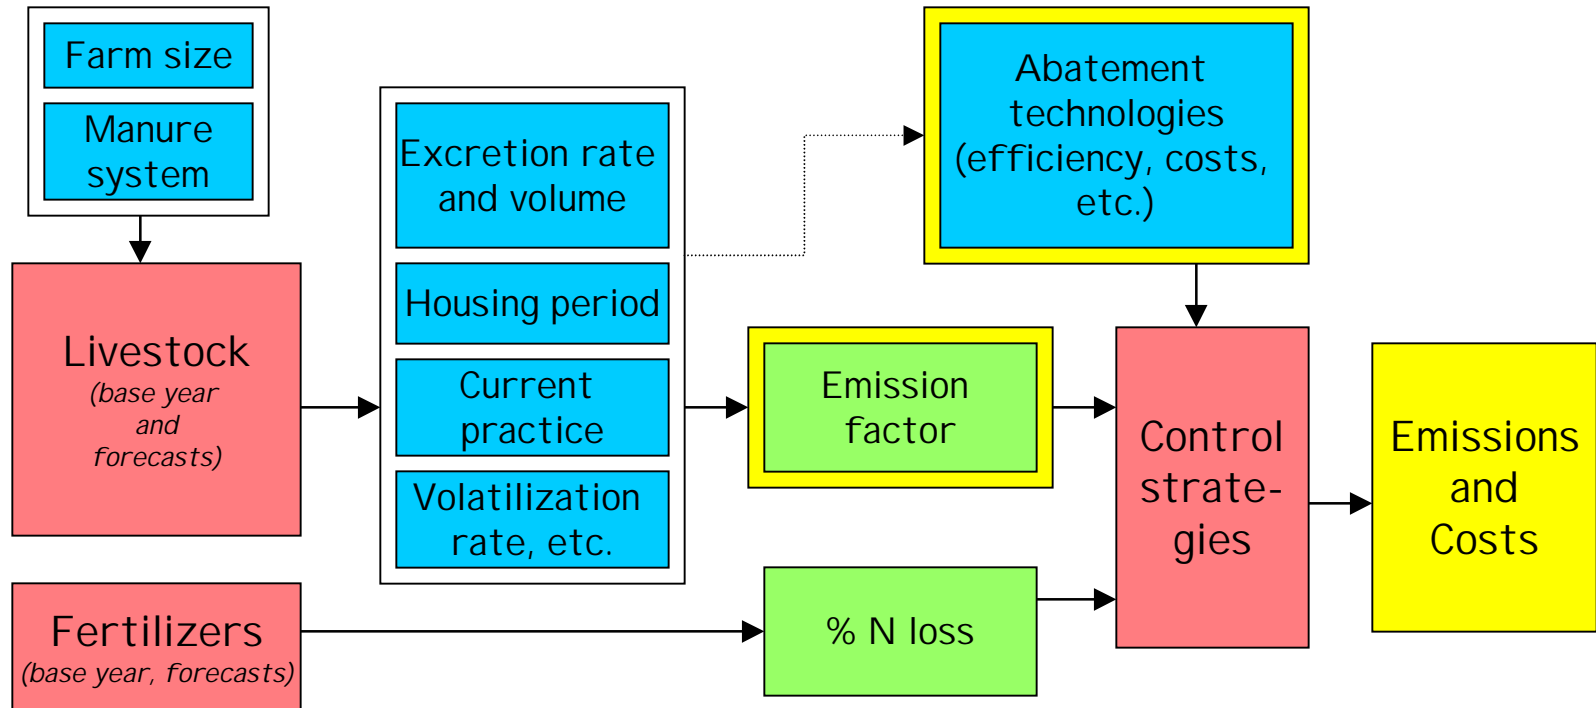 Farm size
Manure
system
Livestock
(base year
and
forecasts)
Fertilizers
(base year, forecasts)
Excretion rate
and volume
Housing period
Current
practice
Volatilization
rate, etc.
Abatement
technologies
(efficiency, costs,
etc.)
Emission
factor
% N loss
Control
strate-
gies
Emissions
and
Costs